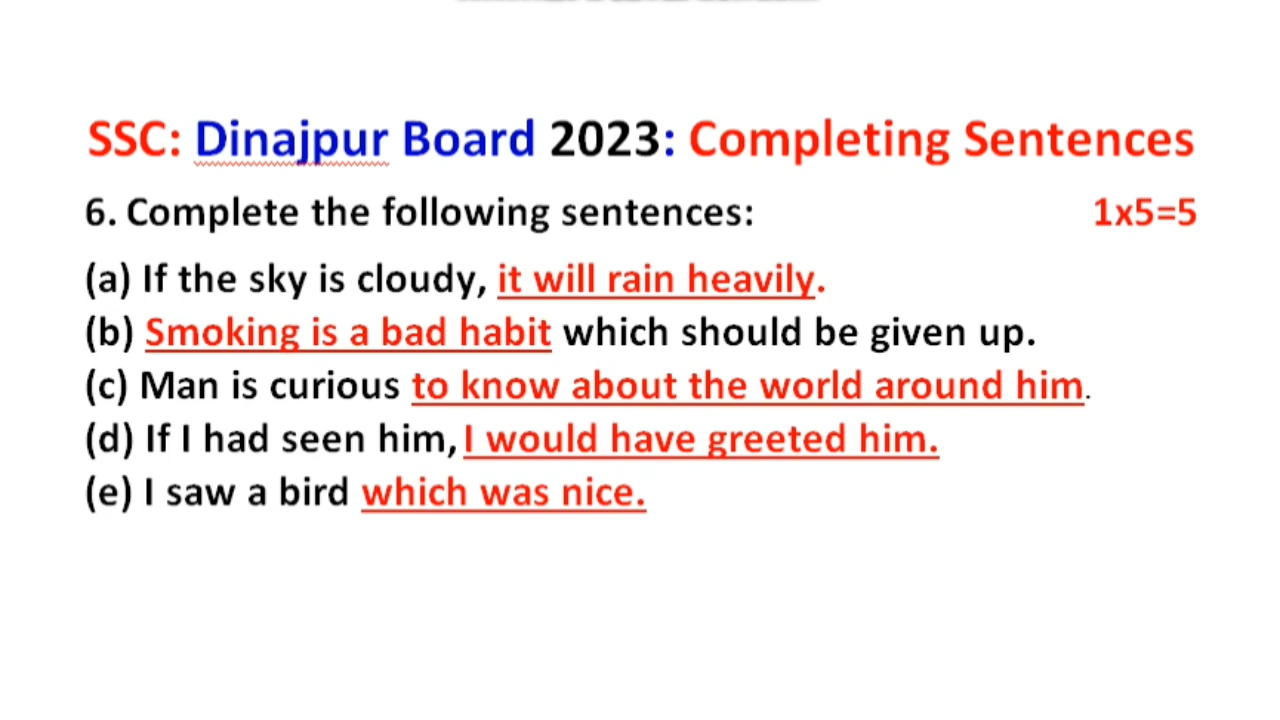 SSC: Dinajpur Board 2023: Completing Sentences
6. Complete the following sentences: 1x5=5
(a) If the sky is cloudy, it will rain heavily.
(b) Smoking is a bad habit which should be given up.
(c) Man is curious to know about the world around him.
(d) If I had seen him, I would have greeted him.
(e) I saw a bird which was nice.